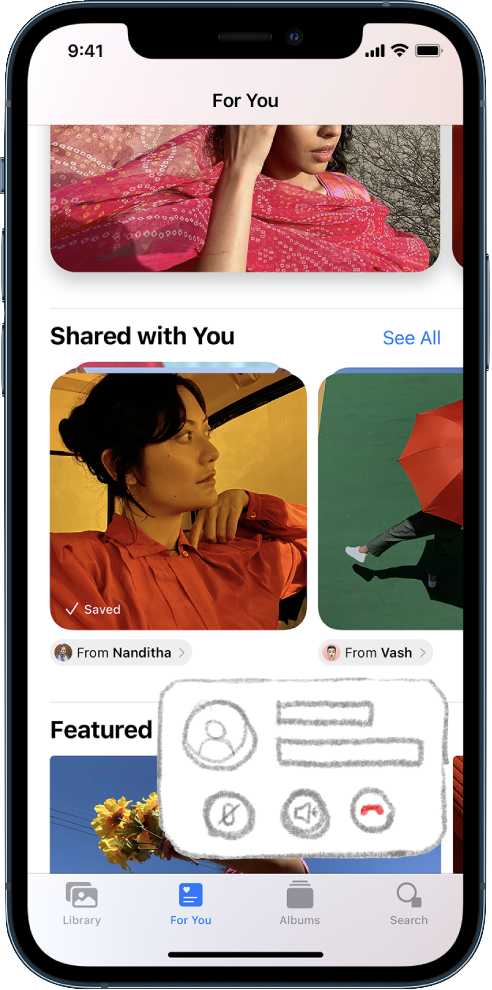 9:41
For You
Shared with You
See All
Saved
From Nanditha
From Vash
Featured
Library
For You
Albums
Search